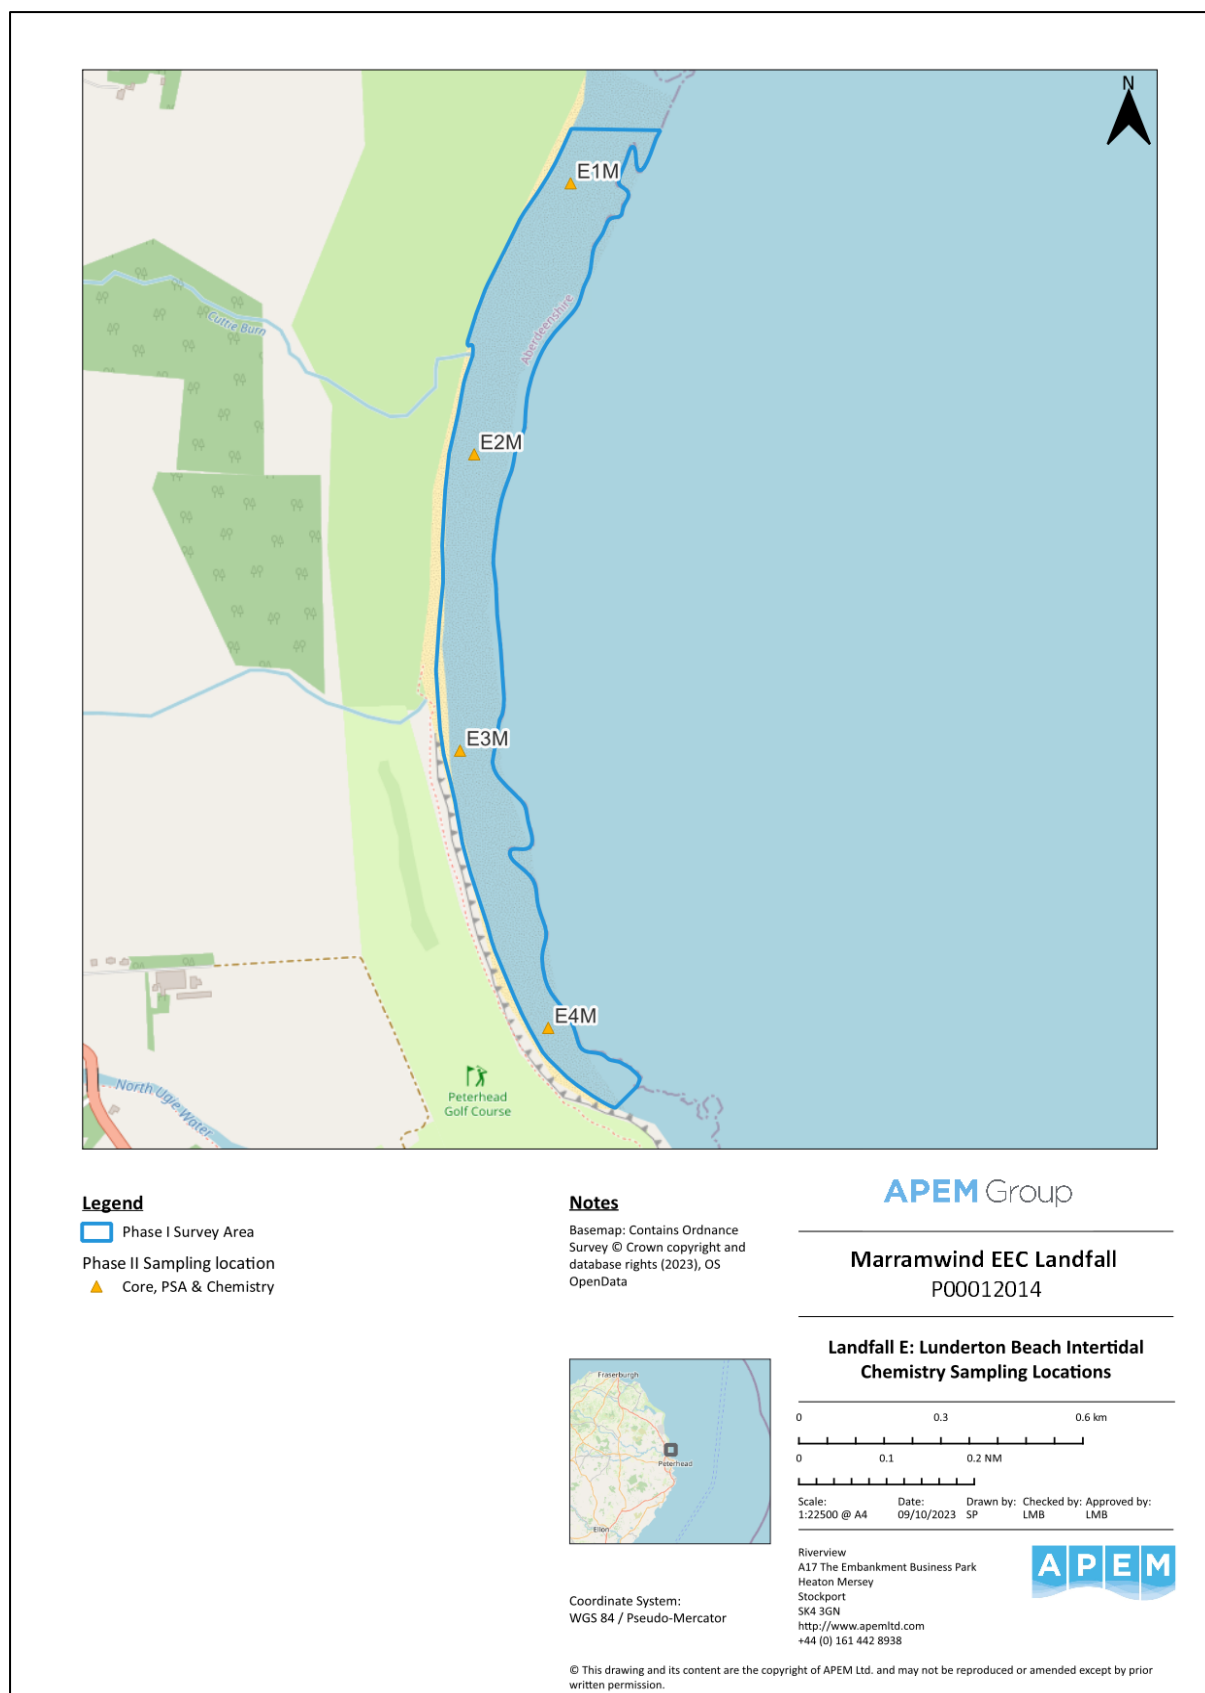 N
E1M
Cuttie Burn
Aberdeenshire
E2M
E3M
E4M
North Ugie Water
Peterhead
Golf Course
Legend
Phase I Survey Area
Phase II Sampling location
Core, PSA & Chemistry
Notes
Basemap: Contains Ordnance
Survey © Crown copyright and
database rights (2023), OS
OpenData
Fraserburgh
Peterhead
Ellon
Coordinate System:
WGS 84 / Pseudo-Mercator
APEM Group
Marramwind EEC Landfall
P00012014
Landfall E: Lunderton Beach Intertidal
Chemistry Sampling Locations
0 0.3 0.6 km
0 0.1 0.2 NM
Scale: Date: Drawn by: Checked by: Approved by:
1:22500 @ A4 09/10/2023 SP LMB LMB
Riverview
A17 The Embankment Business Park
Heaton Mersey
Stockport
SK4 3GN
http://www.apemltd.com
+44 (0) 161 442 8938
APEM
© This drawing and its content are the copyright of APEM Ltd. and may not be reproduced or amended except by prior
written permission.